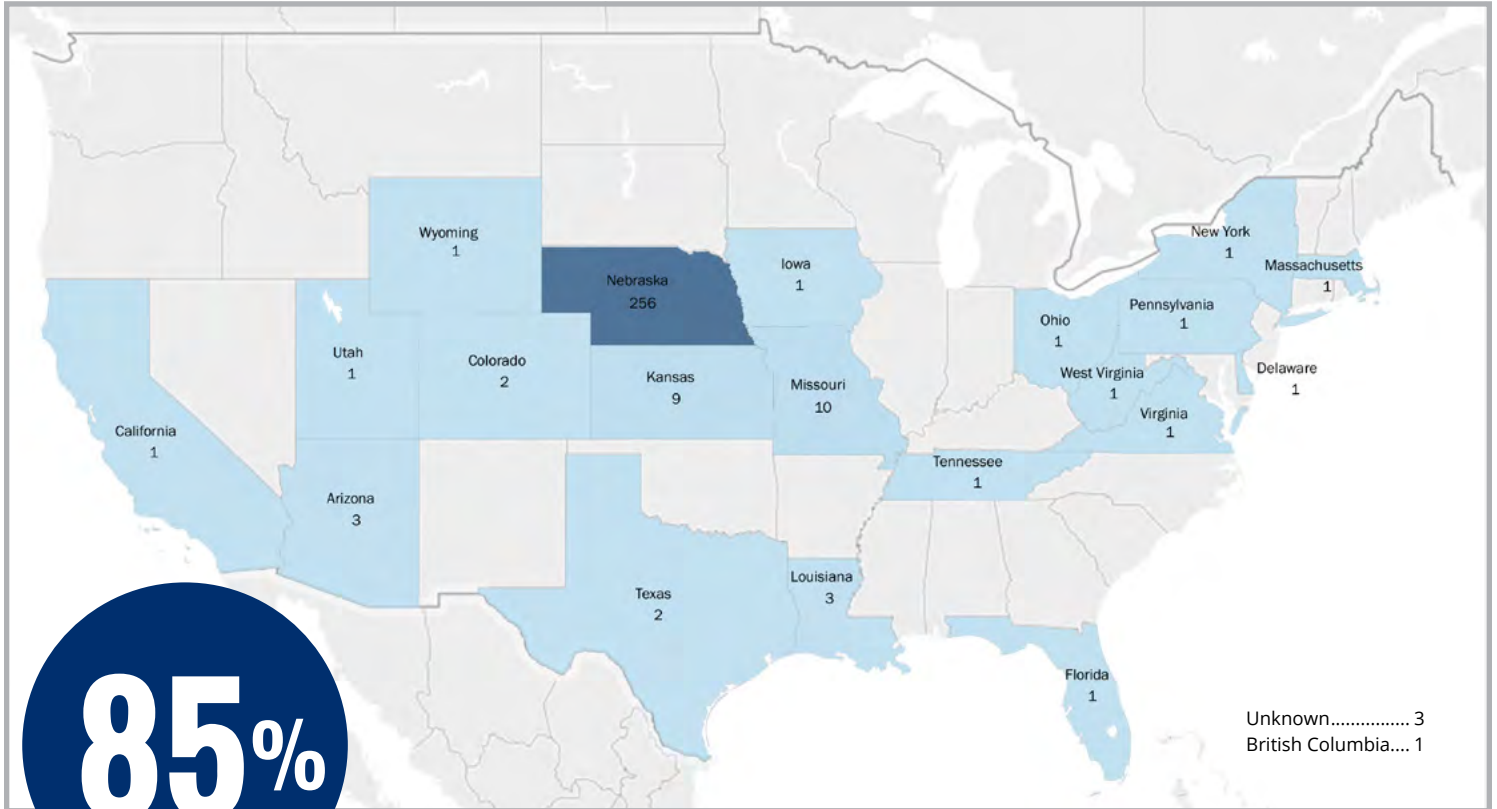 Wyoming
1
Nebraska
256
Iowa
1
New York
1
Massachusetts
1
Pennsylvania
1
Ohio
1
Utah
1
Colorado
2
Kansas
9
Missouri
10
West Virginia
1
Delaware
1
Virginia
1
California
1
Tennessee
1
Arizona
3
Texas
2
Louisiana
3
Florida
1
85%
Unknown................ 3
British Columbia.... 1